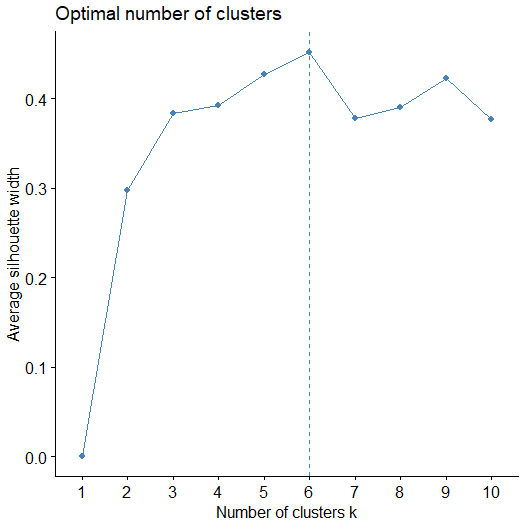 Optimal number of clusters
Average silhouette width
0.4
0.3
0.2
0.1
0.0
1 2 3 4 5 6 7 8 9 10
Number of clusters k